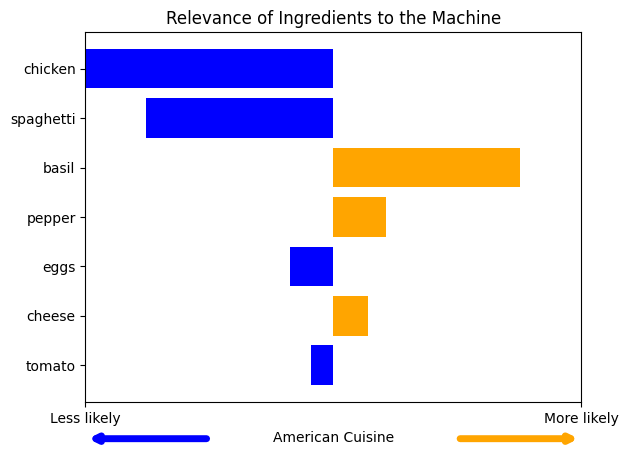 Relevance of Ingredients to the Machine
chicken
spaghetti
basil
pepper
eggs
cheese
tomato
Less likely
More likely
American Cuisine